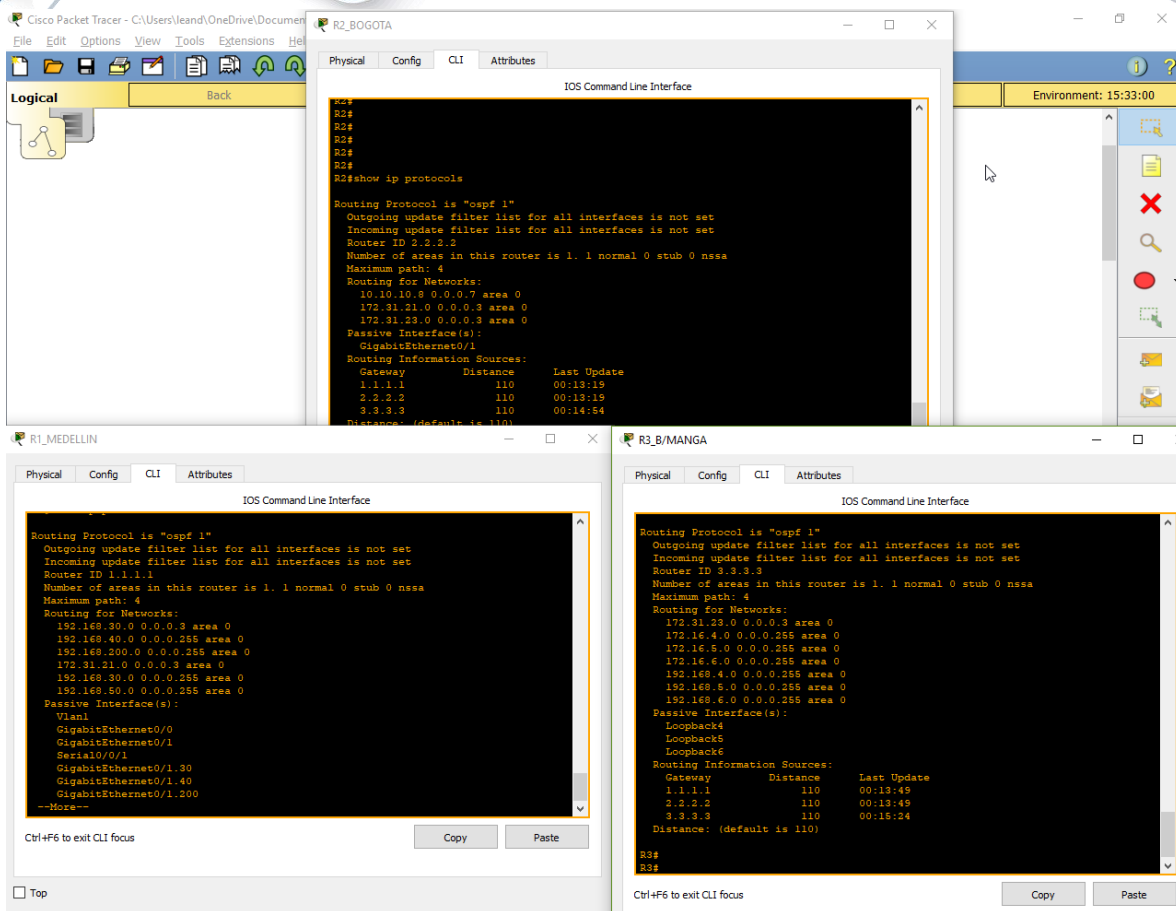 Cisco Packet Tracer - C:\Users\leand\OneDrive\Documen
File Edit Options View Tools Extensions Hel
Logical
Back
Environment: 15:33:00
R2_BOGOTA
Physical Config CLI Attributes
IOS Command Line Interface
R2#
R2#
R2#
R2#
R2#
R2#
R2#show ip protocols
Routing Protocol is "ospf 1"
Outgoing update filter list for all interfaces is not set
Incoming update filter list for all interfaces is not set
Router ID 2.2.2.2
Number of areas in this router is 1. 1 normal 0 stub 0 nssa
Maximum path: 4
Routing for Networks:
10.10.10.8 0.0.0.7 area 0
172.31.21.0 0.0.0.3 area 0
172.31.23.0 0.0.0.3 area 0
Passive Interface(s):
GigabitEthernet0/1
Routing Information Sources:
Gateway Distance Last Update
1.1.1.1 110 00:13:19
2.2.2.2 110 00:13:19
3.3.3.3 110 00:14:54
Distance: (default is 110)
R1_MEDELLIN
Physical Config CLI Attributes
IOS Command Line Interface
Routing Protocol is "ospf 1"
Outgoing update filter list for all interfaces is not set
Incoming update filter list for all interfaces is not set
Router ID 1.1.1.1
Number of areas in this router is 1. 1 normal 0 stub 0 nssa
Maximum path: 4
Routing for Networks:
192.168.30.0 0.0.0.3 area 0
192.168.40.0 0.0.0.255 area 0
192.168.200.0 0.0.0.255 area 0
172.31.21.0 0.0.0.3 area 0
192.168.30.0 0.0.0.255 area 0
192.168.50.0 0.0.0.255 area 0
Passive Interface(s):
Vlan1
GigabitEthernet0/0
GigabitEthernet0/1
Serial0/0/1
GigabitEthernet0/1.30
GigabitEthernet0/1.40
GigabitEthernet0/1.200
--More--
Ctrl+F6 to exit CLI focus
Copy Paste
Top
R3_B/MANGA
Physical Config CLI Attributes
IOS Command Line Interface
Routing Protocol is "ospf 1"
Outgoing update filter list for all interfaces is not set
Incoming update filter list for all interfaces is not set
Router ID 3.3.3.3
Number of areas in this router is 1. 1 normal 0 stub 0 nssa
Maximum path: 4
Routing for Networks:
172.31.23.0 0.0.0.3 area 0
172.16.4.0 0.0.0.255 area 0
172.16.5.0 0.0.0.255 area 0
172.16.6.0 0.0.0.255 area 0
192.168.4.0 0.0.0.255 area 0
192.168.5.0 0.0.0.255 area 0
192.168.6.0 0.0.0.255 area 0
Passive Interface(s):
Loopback4
Loopback5
Loopback6
Routing Information Sources:
Gateway Distance Last Update
1.1.1.1 110 00:13:49
2.2.2.2 110 00:13:49
3.3.3.3 110 00:15:24
Distance: (default is 110)
R3#
R3#
Ctrl+F6 to exit CLI focus
Copy Paste